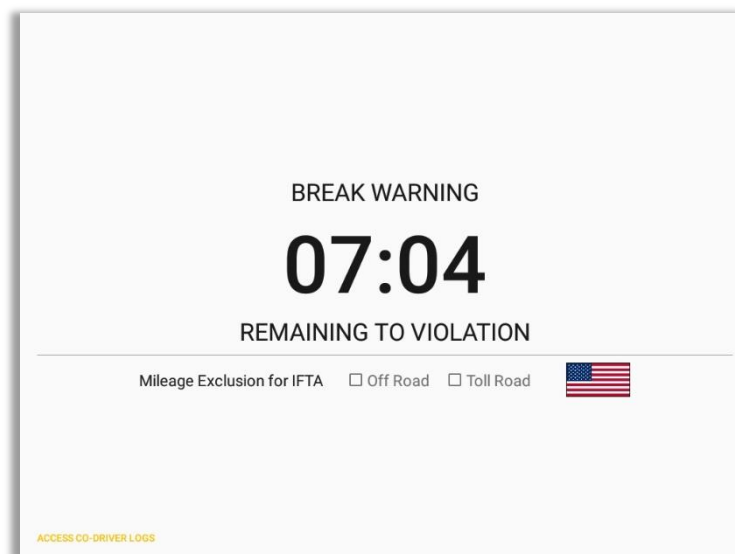 BREAK WARNING
07:04
REMAINING TO VIOLATION
Mileage Exclusion for IFTA Off Road Toll Road
ACCESS CO-DRIVER LOGS